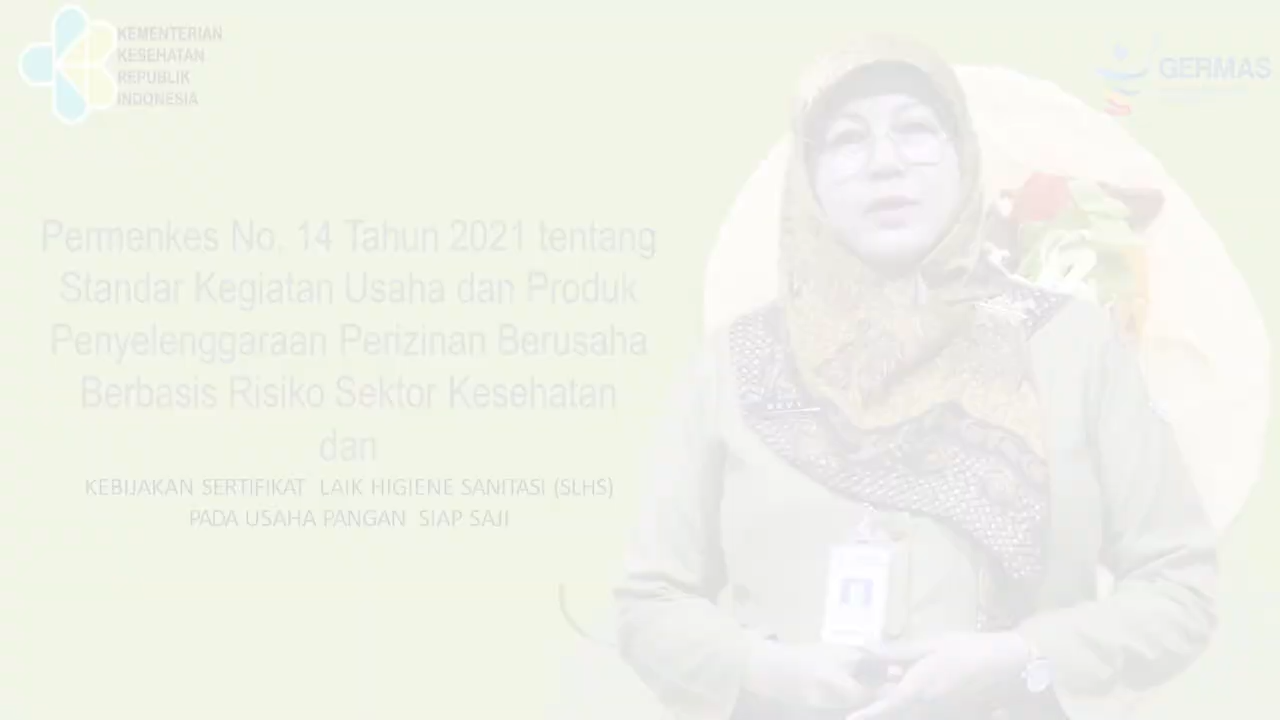 KEMENTERIAN
KESEHATAN
REPUBLIK
INDONESIA
GERMAS
Permenkes No. 14 Tahun 2021 tentang
Standar Kegiatan Usaha dan Produk
Penyelenggaraan Perizinan Berusaha
Berbasis Risiko Sektor Kesehatan
dan
KEBIJAKAN SERTIFIKAT LAIK HIGIENE SANITASI (SLHS)
PADA USAHA PANGAN SIAP SAJI